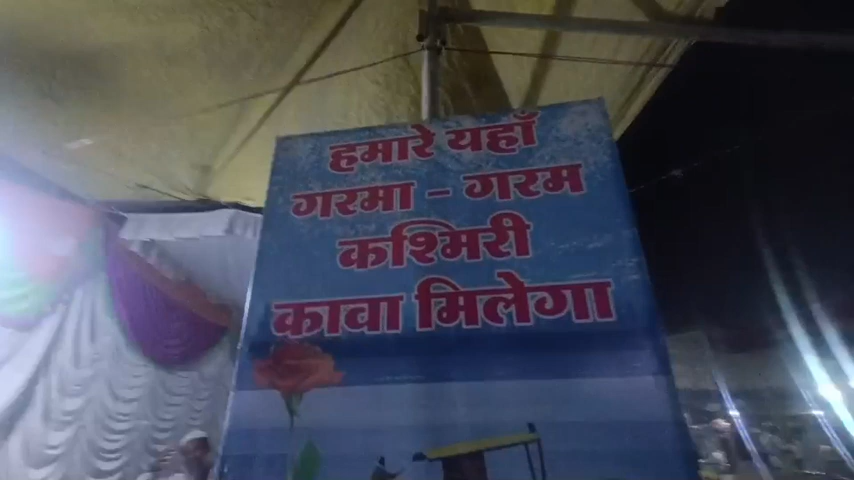 हमारे यहाँ
गरमा - गरम
कश्मिरी
कावा मिलेगा